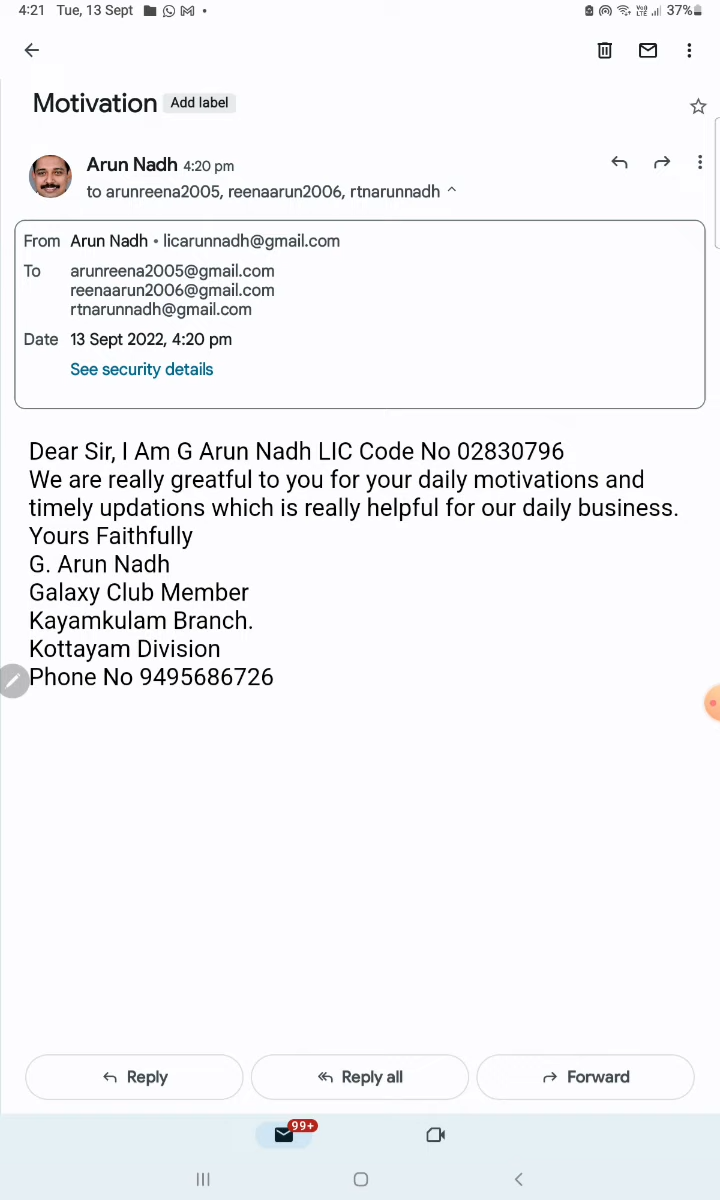 4:21 Tue, 13 Sept 37%
Motivation Add label
Arun Nadh 4:20 pm
to arunreena2005, reenaarun2006, rtnarunnadh
From Arun Nadh • licarunnadh@gmail.com
To arunreena2005@gmail.com
reenaarun2006@gmail.com
rtnarunnadh@gmail.com
Date 13 Sept 2022, 4:20 pm
See security details
Dear Sir, I Am G Arun Nadh LIC Code No 02830796
We are really greatful to you for your daily motivations and
timely updations which is really helpful for our daily business.
Yours Faithfully
G. Arun Nadh
Galaxy Club Member
Kayamkulam Branch.
Kottayam Division
Phone No 9495686726
Reply Reply all Forward
99+